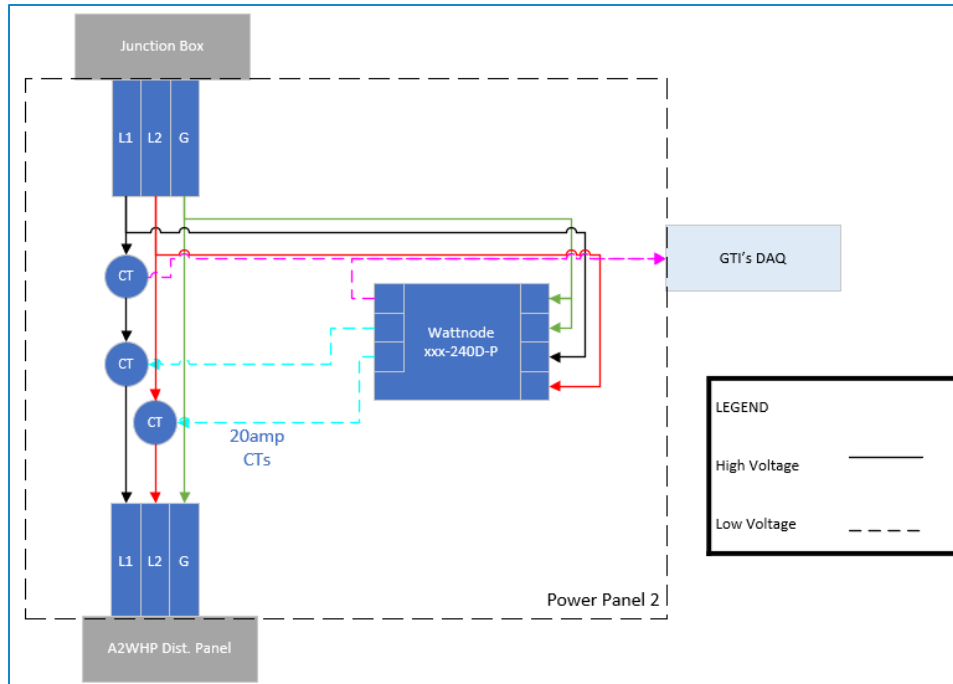 Junction Box
L1 L2 G
CT
GTI's DAQ
Wattnode
xxx-240D-P
CT
CT
20amp
CTs
LEGEND
High Voltage
Low Voltage
L1 L2 G
Power Panel 2
A2WHP Dist. Panel